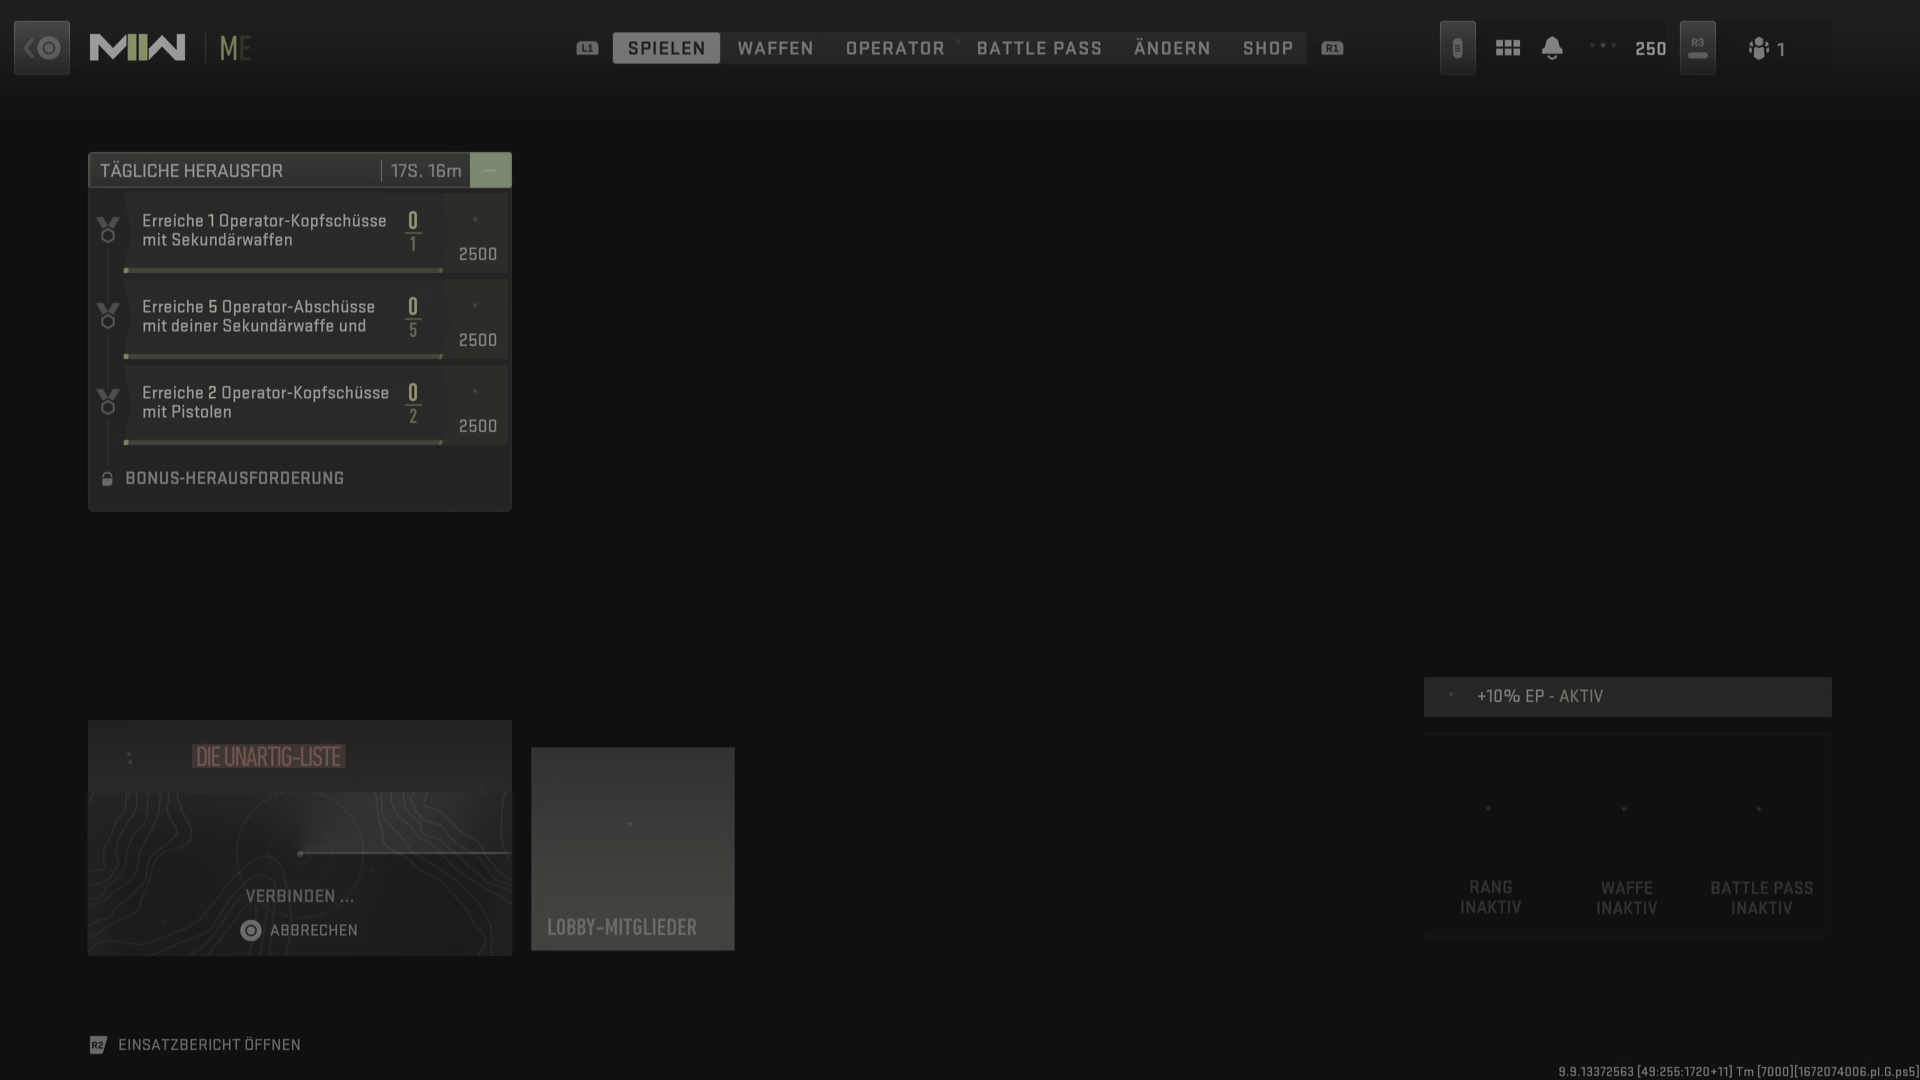 MW ME
L1 SPIELEN WAFFEN OPERATOR BATTLE PASS ÄNDERN SHOP R1
250 R3 1
TÄGLICHE HERAUSFOR 17S. 16m
Erreiche 1 Operator-Kopfschüsse
mit Sekundärwaffen
0
1
2500
Erreiche 5 Operator-Abschüsse
mit deiner Sekundärwaffe und
0
5
2500
Erreiche 2 Operator-Kopfschüsse
mit Pistolen
0
2
2500
BONUS-HERAUSFORDERUNG
+10% EP - AKTIV
DIE UNARTIG-LISTE
VERBINDEN ...
ABBRECHEN
LOBBY-MITGLIEDER
RANG
INAKTIV
WAFFE
INAKTIV
BATTLE PASS
INAKTIV
R2 EINSATZBERICHT ÖFFNEN
9.9.13372563 [49:255:1720+11] Tm [7000][1672074006.pl.G.ps5]